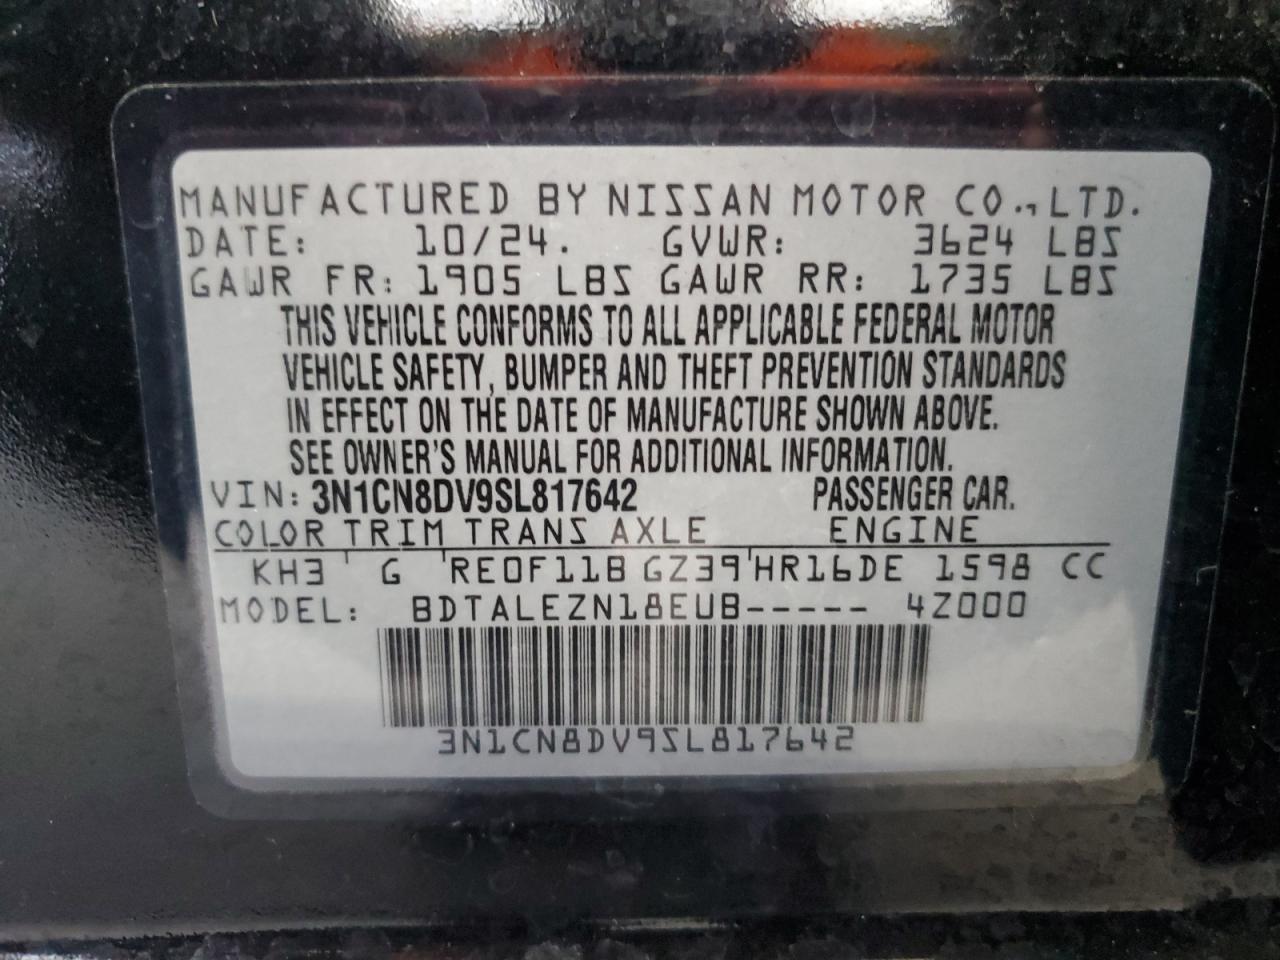 MANUFACTURED BY NISSAN MOTOR CO., LTD.
DATE: 10/24. GVWR: 3624 LBS
GAWR FR: 1905 LBS GAWR RR: 1735 LBS
THIS VEHICLE CONFORMS TO ALL APPLICABLE FEDERAL MOTOR
VEHICLE SAFETY, BUMPER AND THEFT PREVENTION STANDARDS
IN EFFECT ON THE DATE OF MANUFACTURE SHOWN ABOVE.
SEE OWNER'S MANUAL FOR ADDITIONAL INFORMATION.
VIN: 3N1CN8DV9SL817642 PASSENGER CAR.
COLOR TRIM TRANS AXLE ENGINE
KH3 G RE0F11B GZ39 HR16DE 1598 CC
MODEL: BDTALEZN18EUB----- 4Z000
3N1CN8DV9SL817642